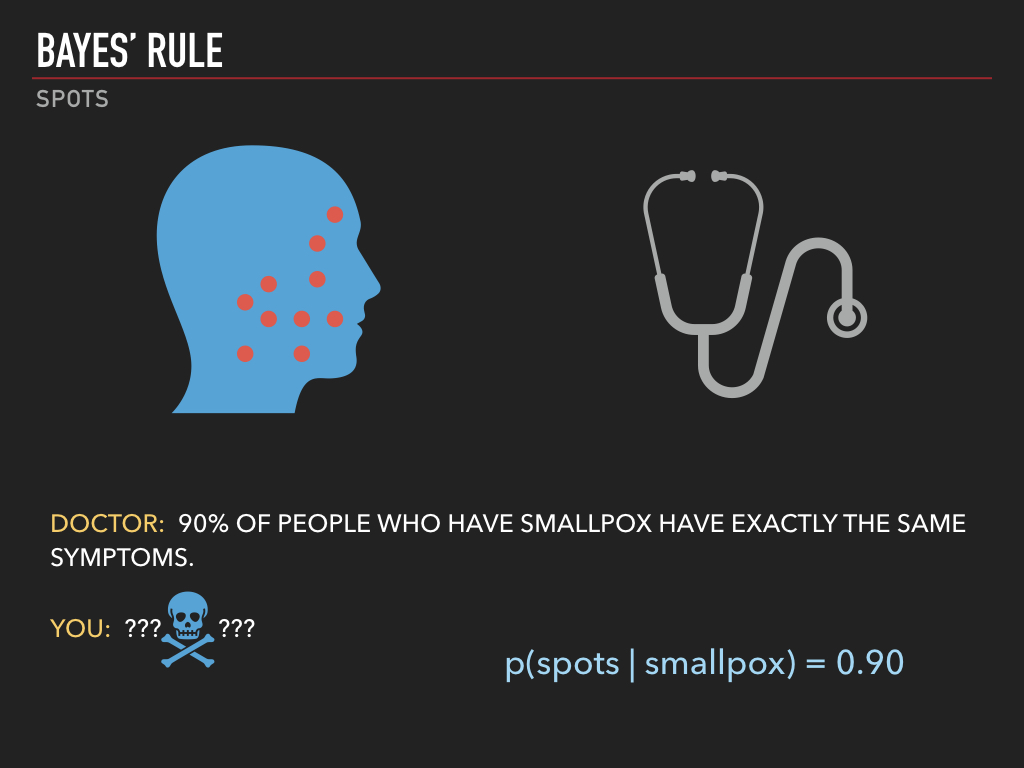 BAYES’ RULE
SPOTS
DOCTOR: 90% OF PEOPLE WHO HAVE SMALLPOX HAVE EXACTLY THE SAME
SYMPTOMS.
YOU: ??? ???
p(spots | smallpox) = 0.90